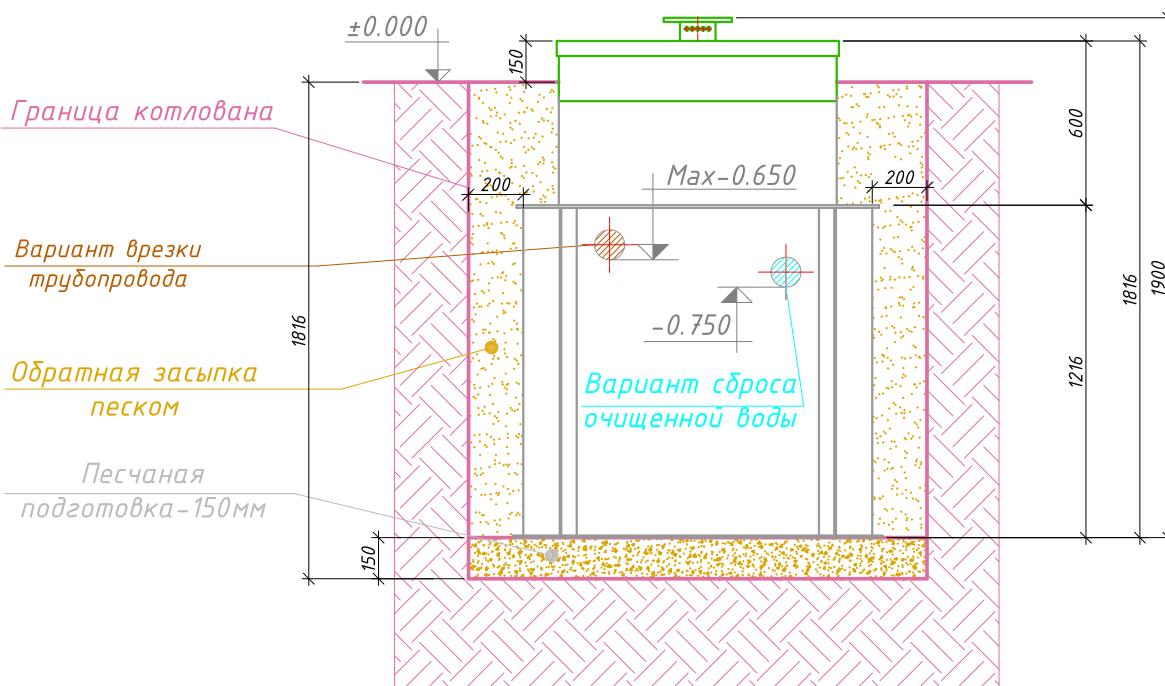 ±0.000
150
Граница котлована
600
Max-0.650
200
200
Вариант врезки
трубопровода
1816
1816
1900
-0.750
Обратная засыпка
песком
Вариант сброса
очищенной воды
1216
Песчаная
подготовка-150мм
150